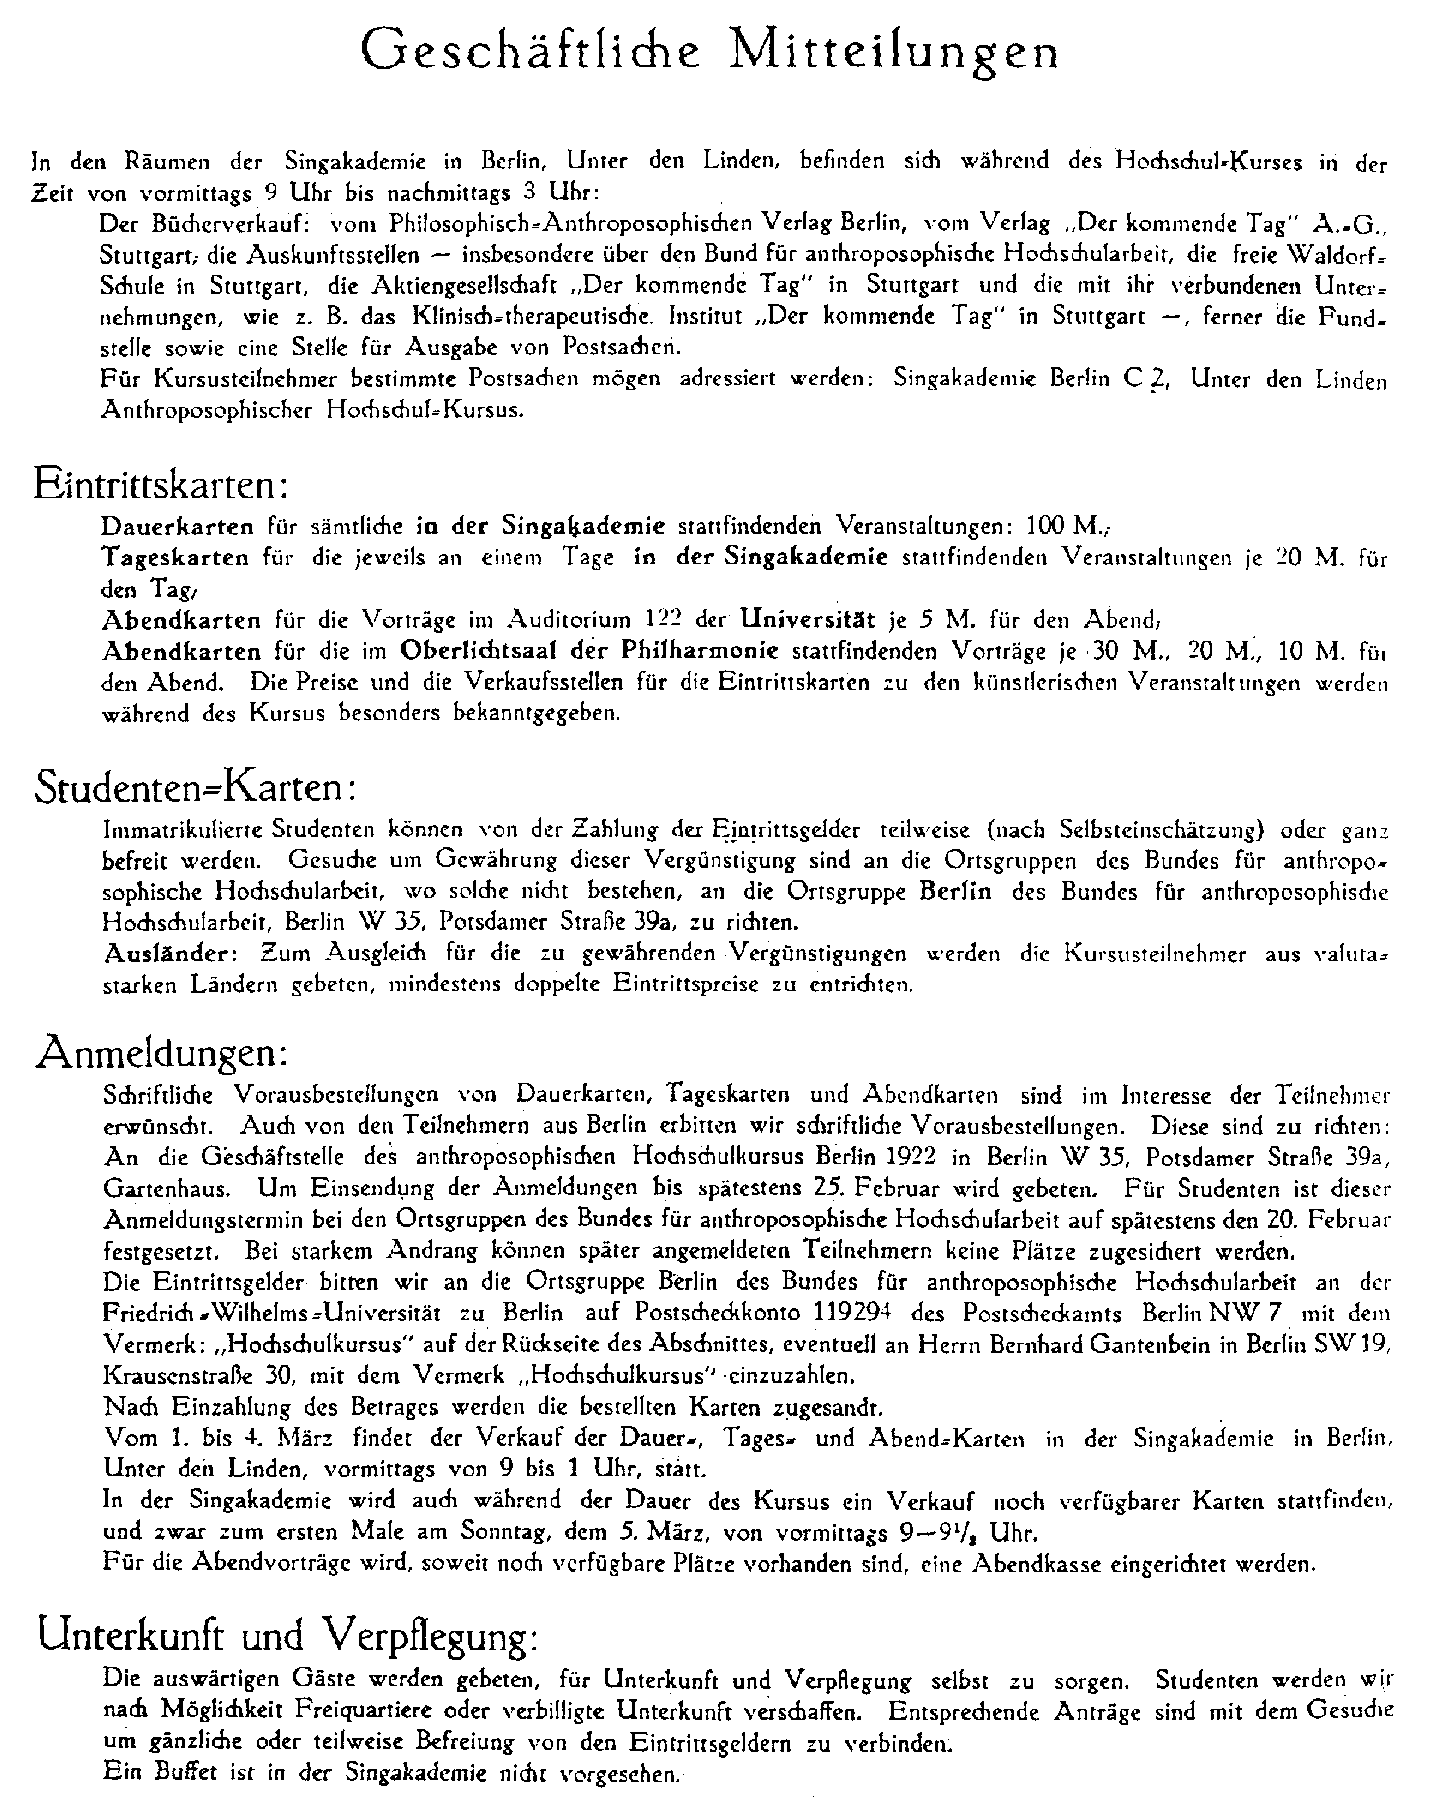 Geschäftliche Mitteilungen
In den Räumen der Singakademie in Berlin, Unter den Linden, befinden sich während des Hochschul-Kurses in der
Zeit von vormittags 9 Uhr bis nachmittags 3 Uhr:
Der Bücherverkauf: vom Philosophisch-Anthroposophischen Verlag Berlin, vom Verlag „Der kommende Tag" A.-G.,
Stuttgart; die Auskunftsstellen — insbesondere über den Bund für anthroposophische Hochschularbeit, die freie Waldorf-
Schule in Stuttgart, die Aktiengesellschaft „Der kommende Tag" in Stuttgart und die mit ihr verbundenen Unter-
nehmungen, wie z. B. das Klinisch-therapeutische. Institut „Der kommende Tag" in Stuttgart —, ferner die Fund-
stelle sowie eine Stelle für Ausgabe von Postsachen.
Für Kursusteilnehmer bestimmte Postsachen mögen adressiert werden: Singakademie Berlin C 2, Unter den Linden
Anthroposophischer Hochschul-Kursus.
Eintrittskarten:
Dauerkarten für sämtliche in der Singakademie stattfindenden Veranstaltungen: 100 M.;
Tageskarten für die jeweils an einem Tage in der Singakademie stattfindenden Veranstaltungen je 20 M. für
den Tag;
Abendkarten für die Vorträge im Auditorium 122 der Universität je 5 M. für den Abend;
Abendkarten für die im Oberlichtsaal der Philharmonie stattfindenden Vorträge je 30 M., 20 M., 10 M. für
den Abend. Die Preise und die Verkaufsstellen für die Eintrittskarten zu den künstlerischen Veranstaltungen werden
während des Kursus besonders bekanntgegeben.
Studenten-Karten:
Immatrikulierte Studenten können von der Zahlung der Eintrittsgelder teilweise (nach Selbsteinschätzung) oder ganz
befreit werden. Gesuche um Gewährung dieser Vergünstigung sind an die Ortsgruppen des Bundes für anthropo-
sophische Hochschularbeit, wo solche nicht bestehen, an die Ortsgruppe Berlin des Bundes für anthroposophische
Hochschularbeit, Berlin W 35, Potsdamer Straße 39a, zu richten.
Ausländer: Zum Ausgleich für die zu gewährenden Vergünstigungen werden die Kursusteilnehmer aus valuta-
starken Ländern gebeten, mindestens doppelte Eintrittspreise zu entrichten.
Anmeldungen:
Schriftliche Vorausbestellungen von Dauerkarten, Tageskarten und Abendkarten sind im Interesse der Teilnehmer
erwünscht. Auch von den Teilnehmern aus Berlin erbitten wir schriftliche Vorausbestellungen. Diese sind zu richten:
An die Geschäftstelle des anthroposophischen Hochschulkursus Berlin 1922 in Berlin W 35, Potsdamer Straße 39a,
Gartenhaus. Um Einsendung der Anmeldungen bis spätestens 25. Februar wird gebeten. Für Studenten ist dieser
Anmeldungstermin bei den Ortsgruppen des Bundes für anthroposophische Hochschularbeit auf spätestens den 20. Februar
festgesetzt. Bei starkem Andrang können später angemeldeten Teilnehmern keine Plätze zugesichert werden.
Die Eintrittsgelder bitten wir an die Ortsgruppe Berlin des Bundes für anthroposophische Hochschularbeit an der
Friedrich-Wilhelms-Universität zu Berlin auf Postscheckkonto 119294 des Postscheckamts Berlin NW 7 mit dem
Vermerk: „Hochschulkursus" auf der Rückseite des Abschnittes, eventuell an Herrn Bernhard Gantenbein in Berlin SW 19,
Krausenstraße 30, mit dem Vermerk „Hochschulkursus" einzuzahlen.
Nach Einzahlung des Betrages werden die bestellten Karten zugesandt.
Vom 1. bis 4. März findet der Verkauf der Dauer-, Tages- und Abend-Karten in der Singakademie in Berlin,
Unter den Linden, vormittags von 9 bis 1 Uhr, statt.
In der Singakademie wird auch während der Dauer des Kursus ein Verkauf noch verfügbarer Karten stattfinden,
und zwar zum ersten Male am Sonntag, dem 5. März, von vormittags 9—9½ Uhr.
Für die Abendvorträge wird, soweit noch verfügbare Plätze vorhanden sind, eine Abendkasse eingerichtet werden.
Unterkunft und Verpflegung:
Die auswärtigen Gäste werden gebeten, für Unterkunft und Verpflegung selbst zu sorgen. Studenten werden wir
nach Möglichkeit Freiquartiere oder verbilligte Unterkunft verschaffen. Entsprechende Anträge sind mit dem Gesuche
um gänzliche oder teilweise Befreiung von den Eintrittsgeldern zu verbinden.
Ein Buffet ist in der Singakademie nicht vorgesehen.